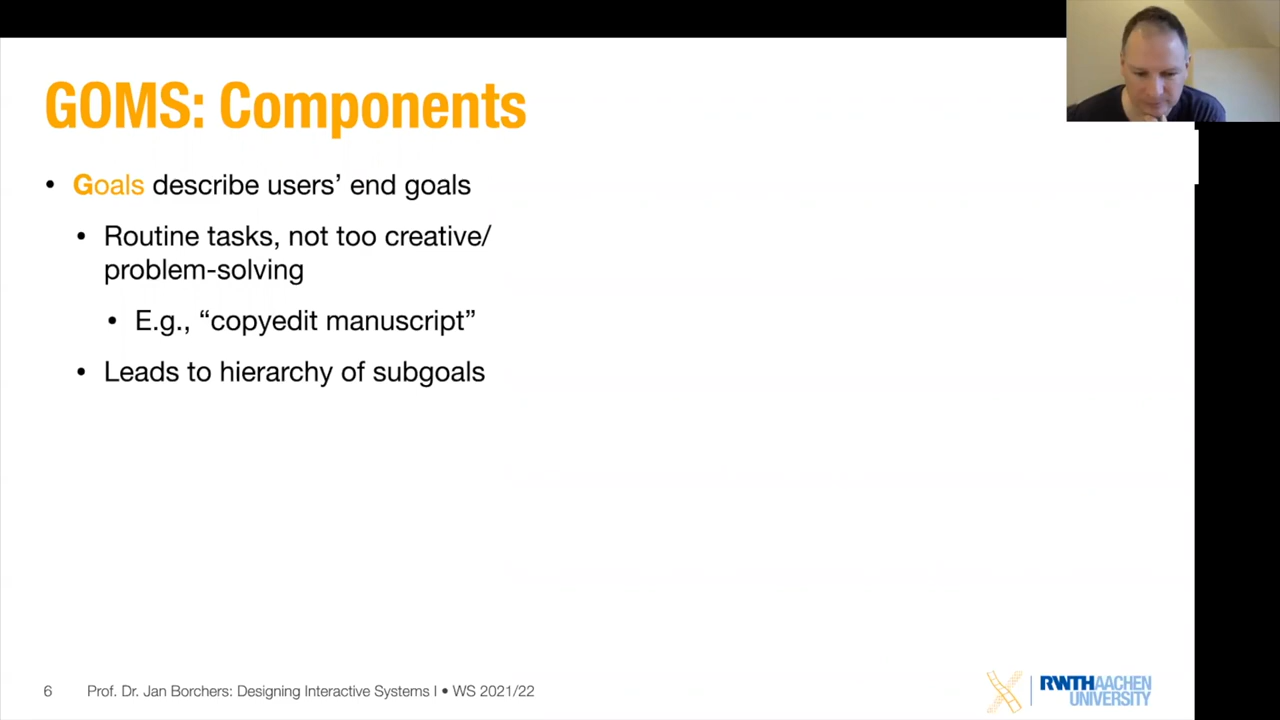 GOMS: Components
• Goals describe users’ end goals
• Routine tasks, not too creative/
problem-solving
• E.g., “copyedit manuscript”
• Leads to hierarchy of subgoals
6 Prof. Dr. Jan Borchers: Designing Interactive Systems I • WS 2021/22
RWTHAACHEN
UNIVERSITY